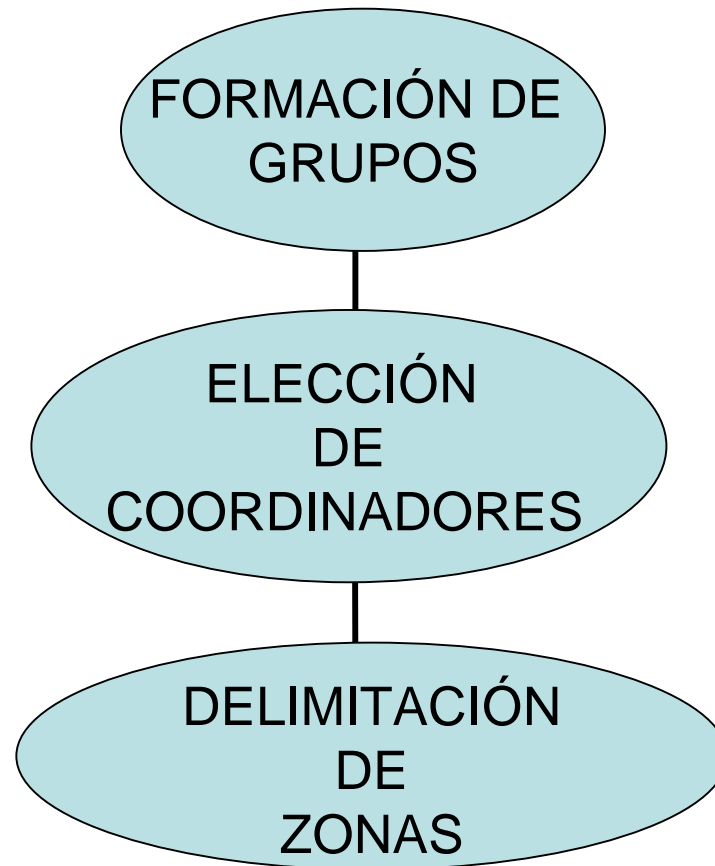 FORMACIÓN DE
GRUPOS
ELECCIÓN
DE
COORDINADORES
DELIMITACIÓN
DE
ZONAS